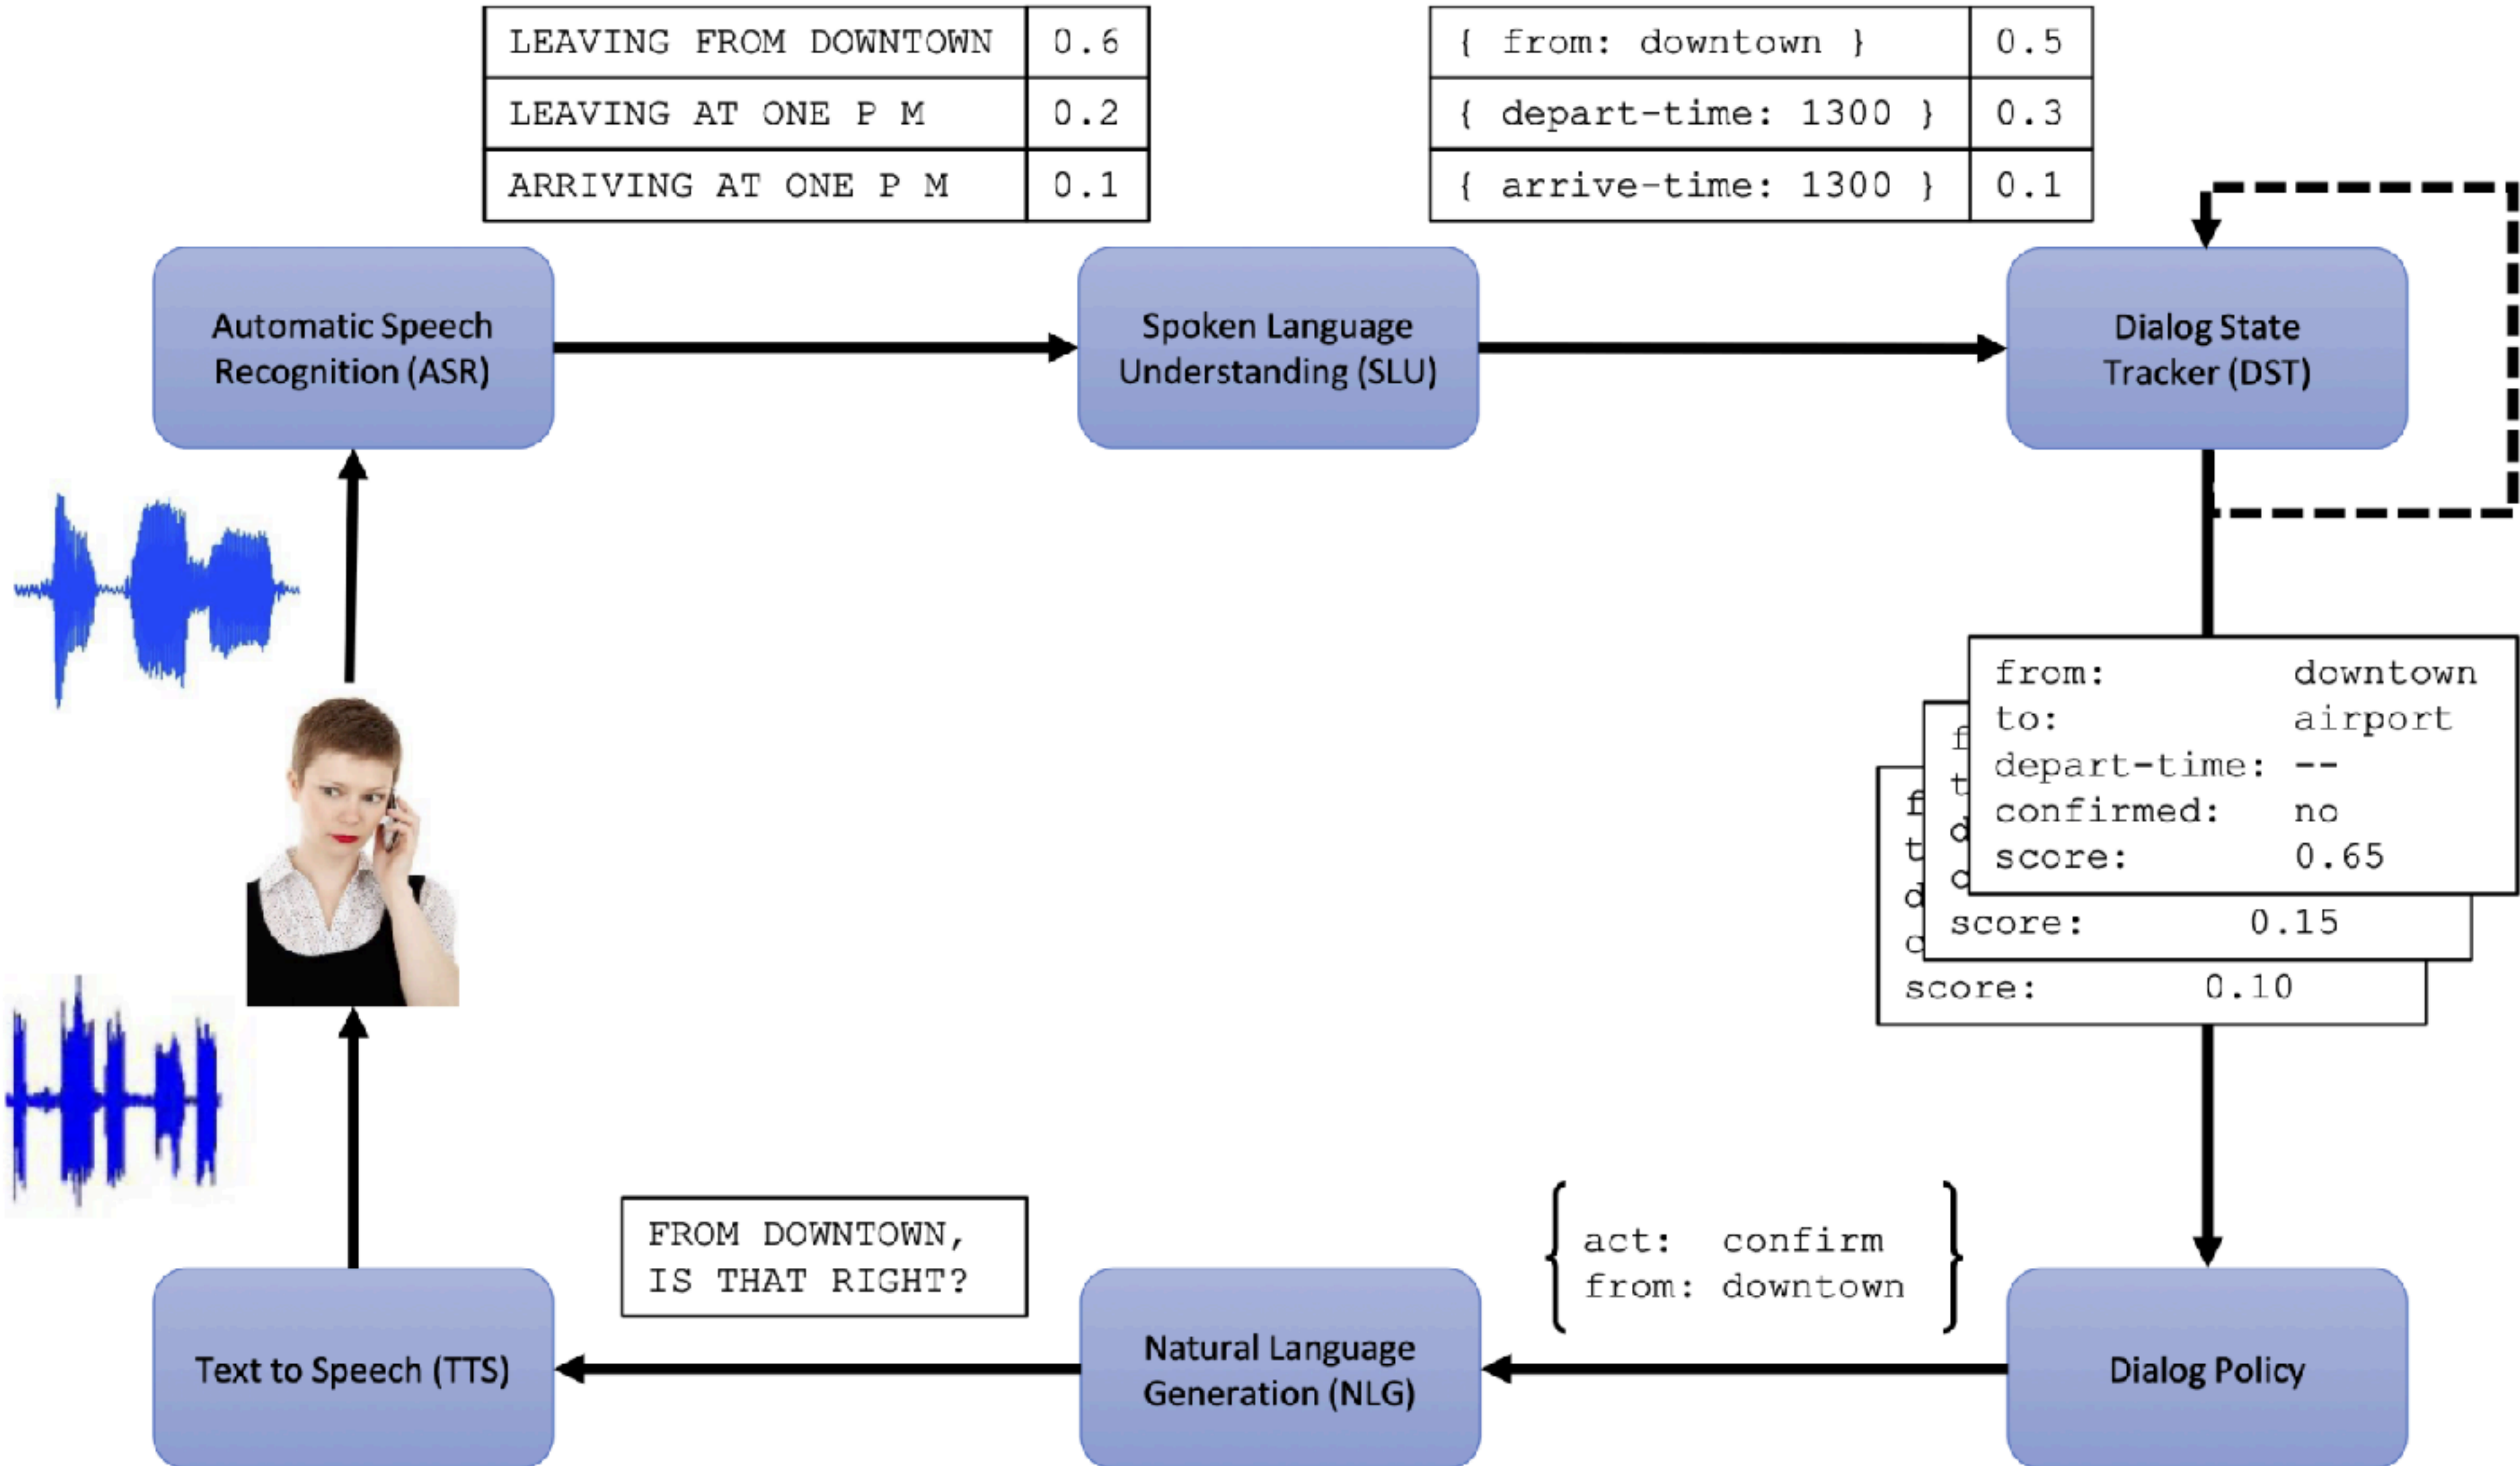 LEAVING FROM DOWNTOWN 0.6
LEAVING AT ONE P M 0.2
ARRIVING AT ONE P M 0.1
{ from: downtown } 0.5
{ depart-time: 1300 } 0.3
{ arrive-time: 1300 } 0.1
Automatic Speech
Recognition (ASR)
Spoken Language
Understanding (SLU)
Dialog State
Tracker (DST)
from: downtown
to: airport
depart-time: --
confirmed: no
score: 0.65
f
t
d
c
score: 0.15
f
t
d
c
score: 0.10
act: confirm
from: downtown
FROM DOWNTOWN,
IS THAT RIGHT?
Text to Speech (TTS)
Natural Language
Generation (NLG)
Dialog Policy